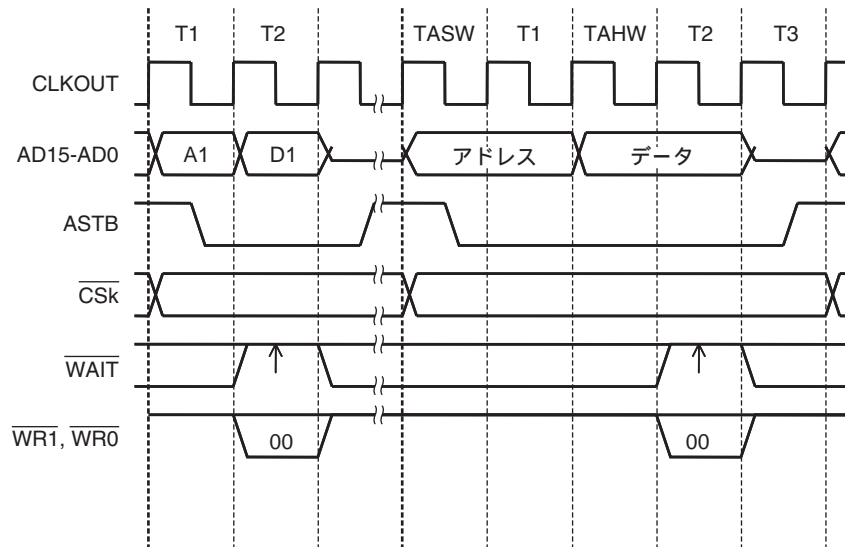 T1 T2 TASW T1 TAHW T2 T3
CLKOUT
AD15-AD0 A1 D1 アドレス データ
ASTB
CSk
WAIT
WR1, WR0 00 00